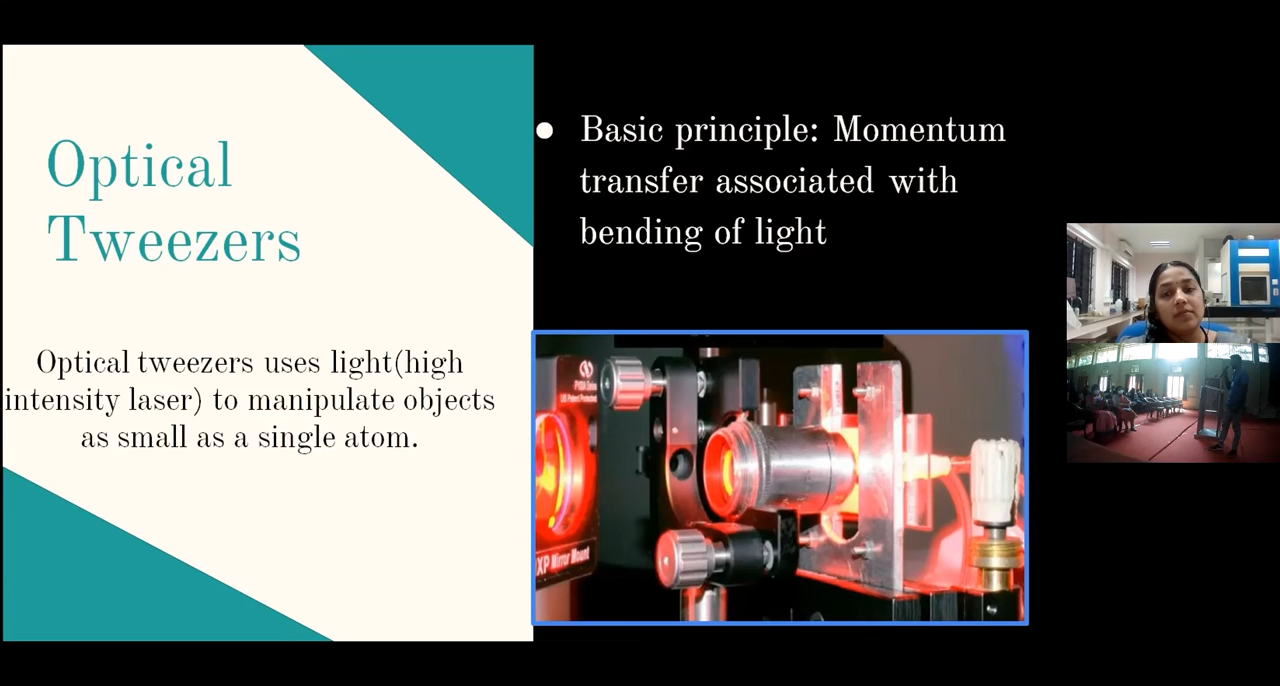 Optical
Tweezers
Optical tweezers uses light(high
intensity laser) to manipulate objects
as small as a single atom.
● Basic principle: Momentum
transfer associated with
bending of light
XP Mirror Mount